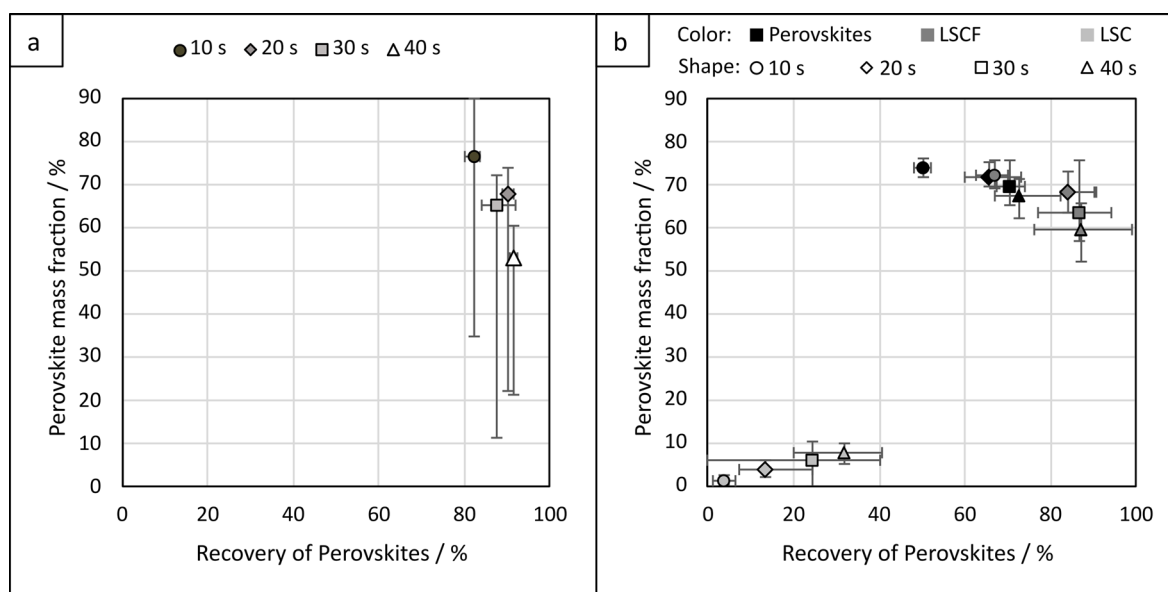 a
10 s 20 s 30 s 40 s
Perovskite mass fraction / %
90
80
70
60
50
40
30
20
10
0
0 20 40 60 80 100
Recovery of Perovskites / %
b
Color: Perovskites LSCF LSC
Shape: 10 s 20 s 30 s 40 s
Perovskite mass fraction / %
90
80
70
60
50
40
30
20
10
0
0 20 40 60 80 100
Recovery of Perovskites / %